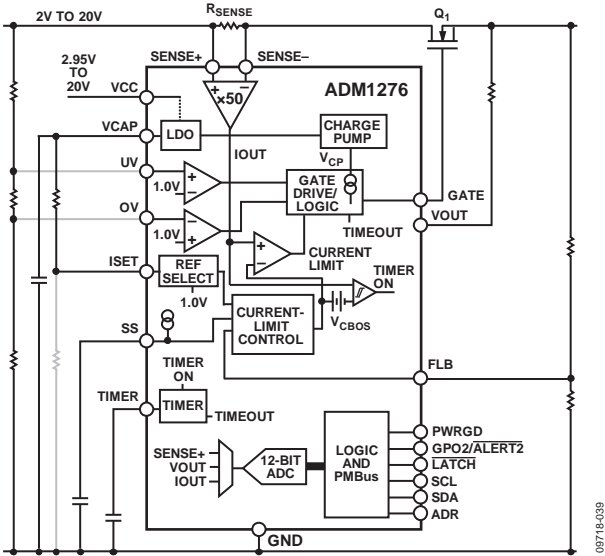 2V TO 20V
RSENSE
Q1
SENSE+
SENSE–
2.95V
TO
20V
VCC
ADM1276
+ −
×50
VCAP
LDO
IOUT
CHARGE
PUMP
VCP
UV
+
1.0V −
GATE
DRIVE/
LOGIC
GATE
VOUT
OV
−
1.0V +
TIMEOUT
+
−
CURRENT
LIMIT
ISET
REF
SELECT
1.0V
TIMER
ON
VCBOS
CURRENT-
LIMIT
CONTROL
SS
FLB
TIMER
ON
TIMER
TIMER
TIMEOUT
SENSE+
VOUT
IOUT
12-BIT
ADC
LOGIC
AND
PMBus
PWRGD
GPO2/ALERT2
LATCH
SCL
SDA
ADR
GND
09718-039